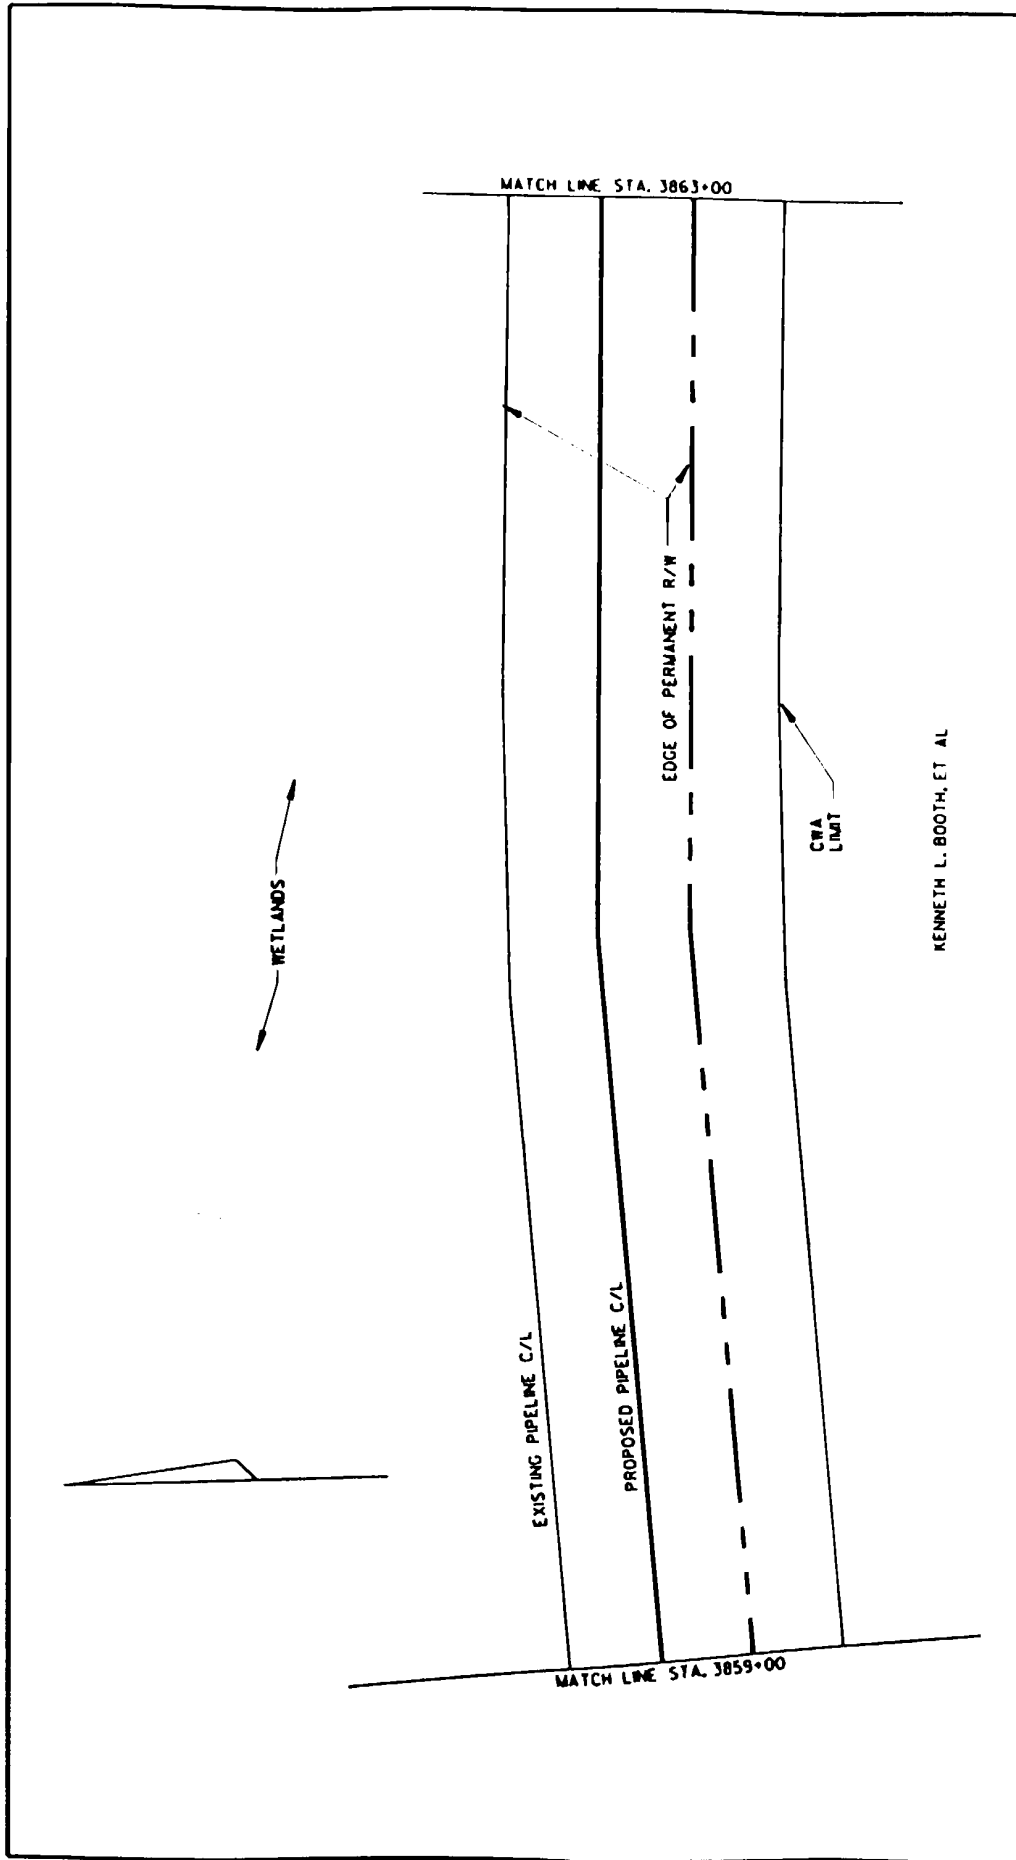 MATCH LINE STA. 3863+00
EDGE OF PERMANENT R/W
WETLANDS
CWA
LIMIT
KENNETH L. BOOTH, ET AL
EXISTING PIPELINE C/L
PROPOSED PIPELINE C/L
MATCH LINE STA. 3859+00